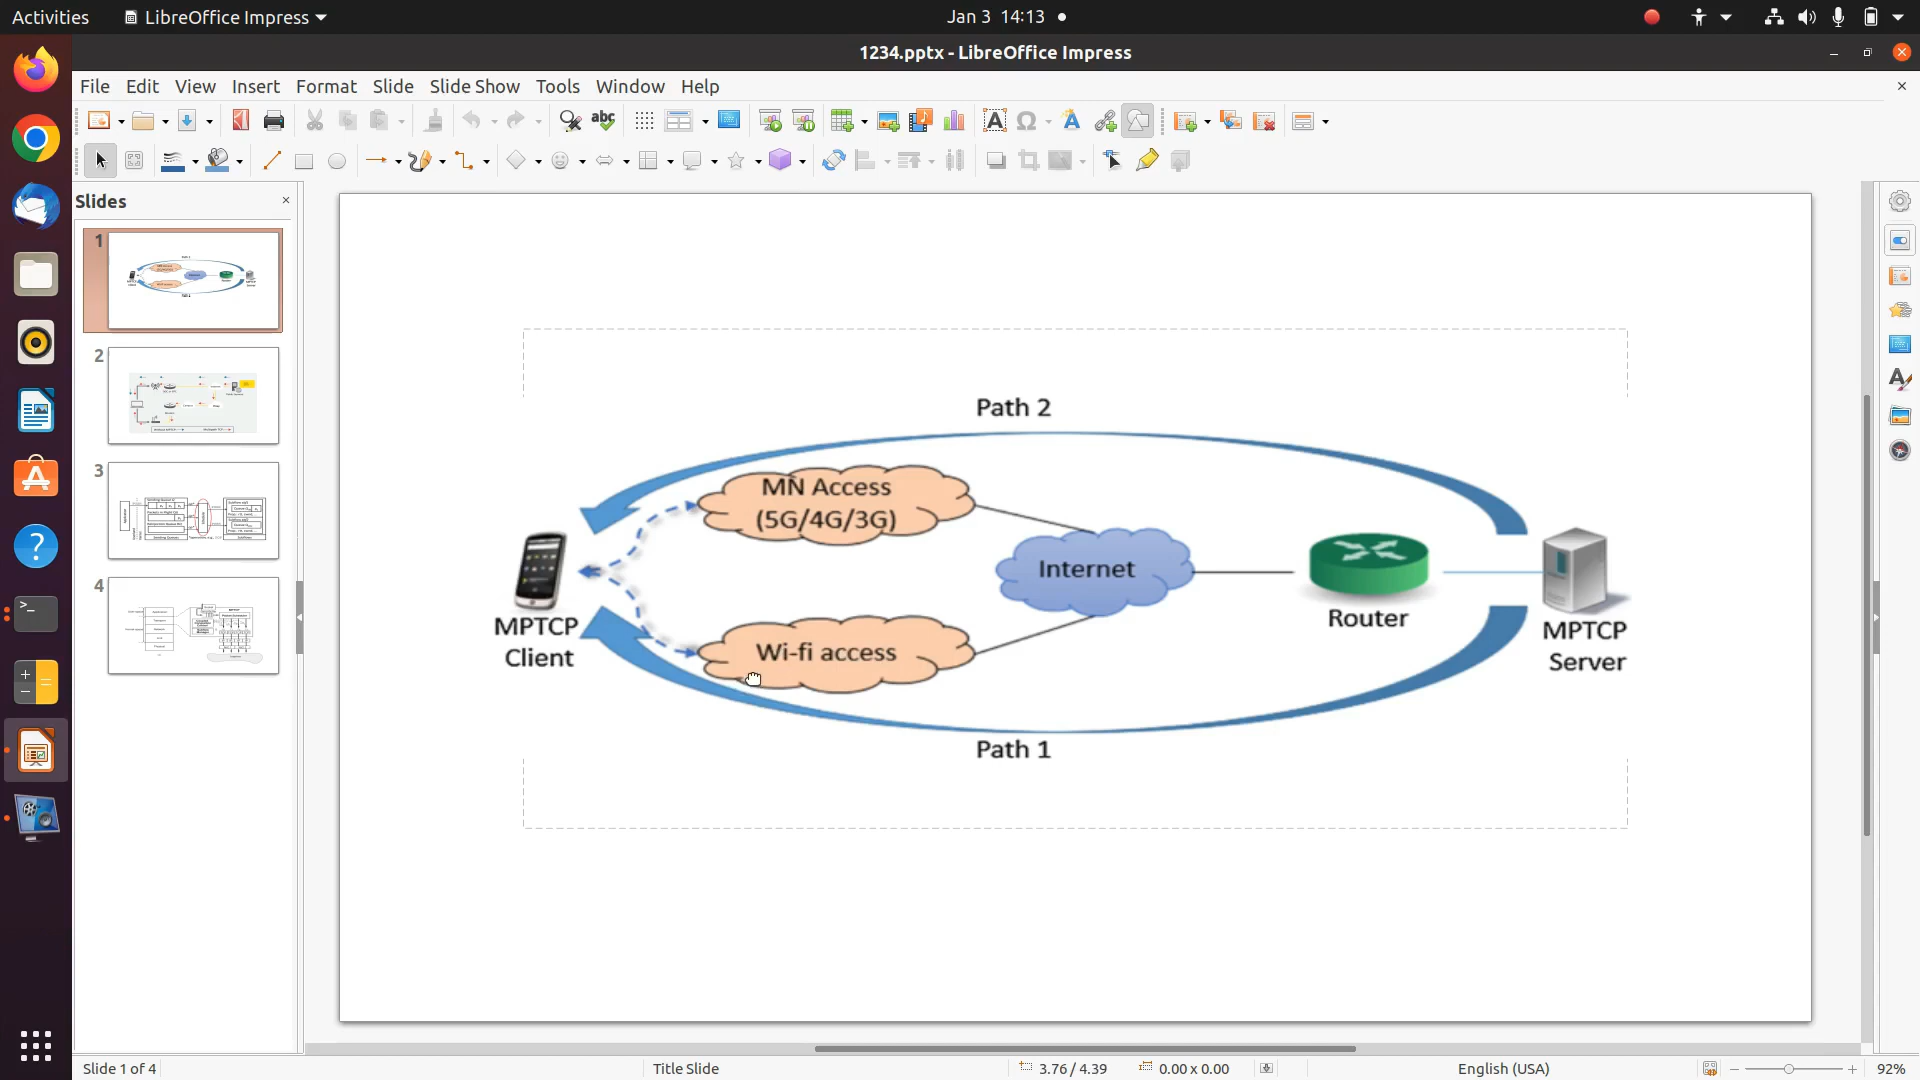 Activities
LibreOffice Impress
Jan 3 14:13
1234.pptx - LibreOffice Impress
File Edit View Insert Format Slide Slide Show Tools Window Help
Slides
1
2
3
4
Path 2
MN Access
(5G/4G/3G)
Internet
Router
MPTCP
Client
MPTCP
Server
Wi-fi access
Path 1
Slide 1 of 4
Title Slide
3.76 / 4.39
0.00 x 0.00
English (USA)
92%